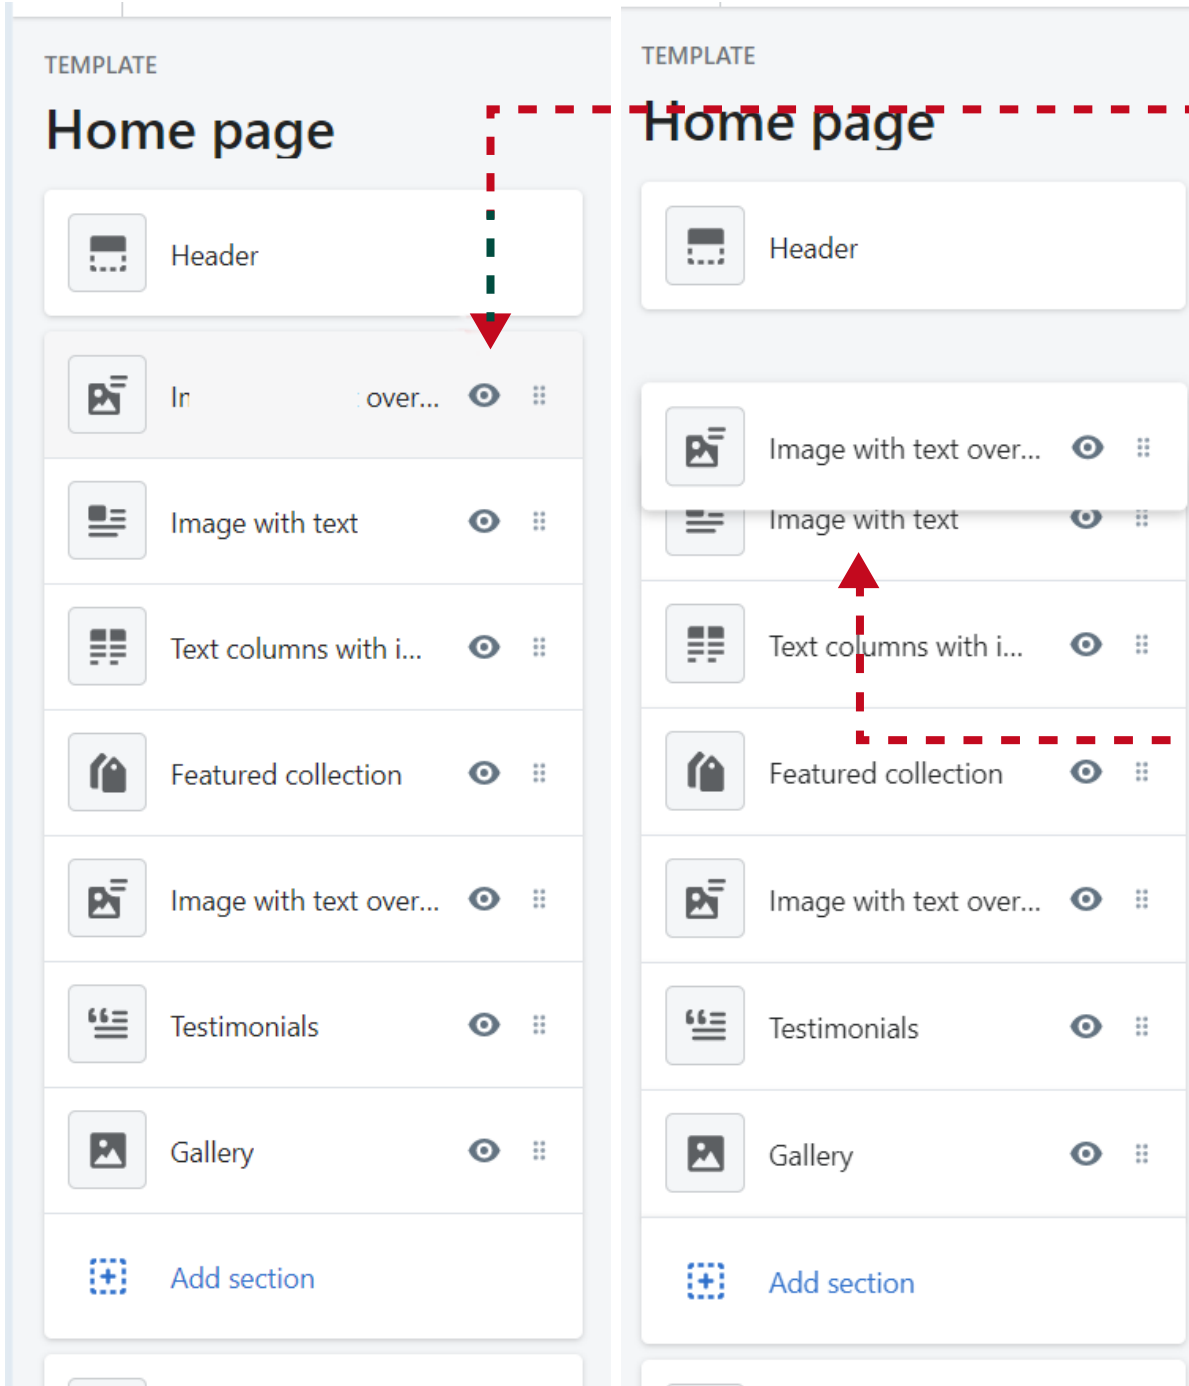 TEMPLATE
Home page
Header
over...
Image with text
Text columns with i...
Featured collection
Image with text over...
Testimonials
Gallery
Add section
TEMPLATE
Home page
Header
Image with text over...
Image with text
Text columns with i...
Featured collection
Image with text over...
Testimonials
Gallery
Add section